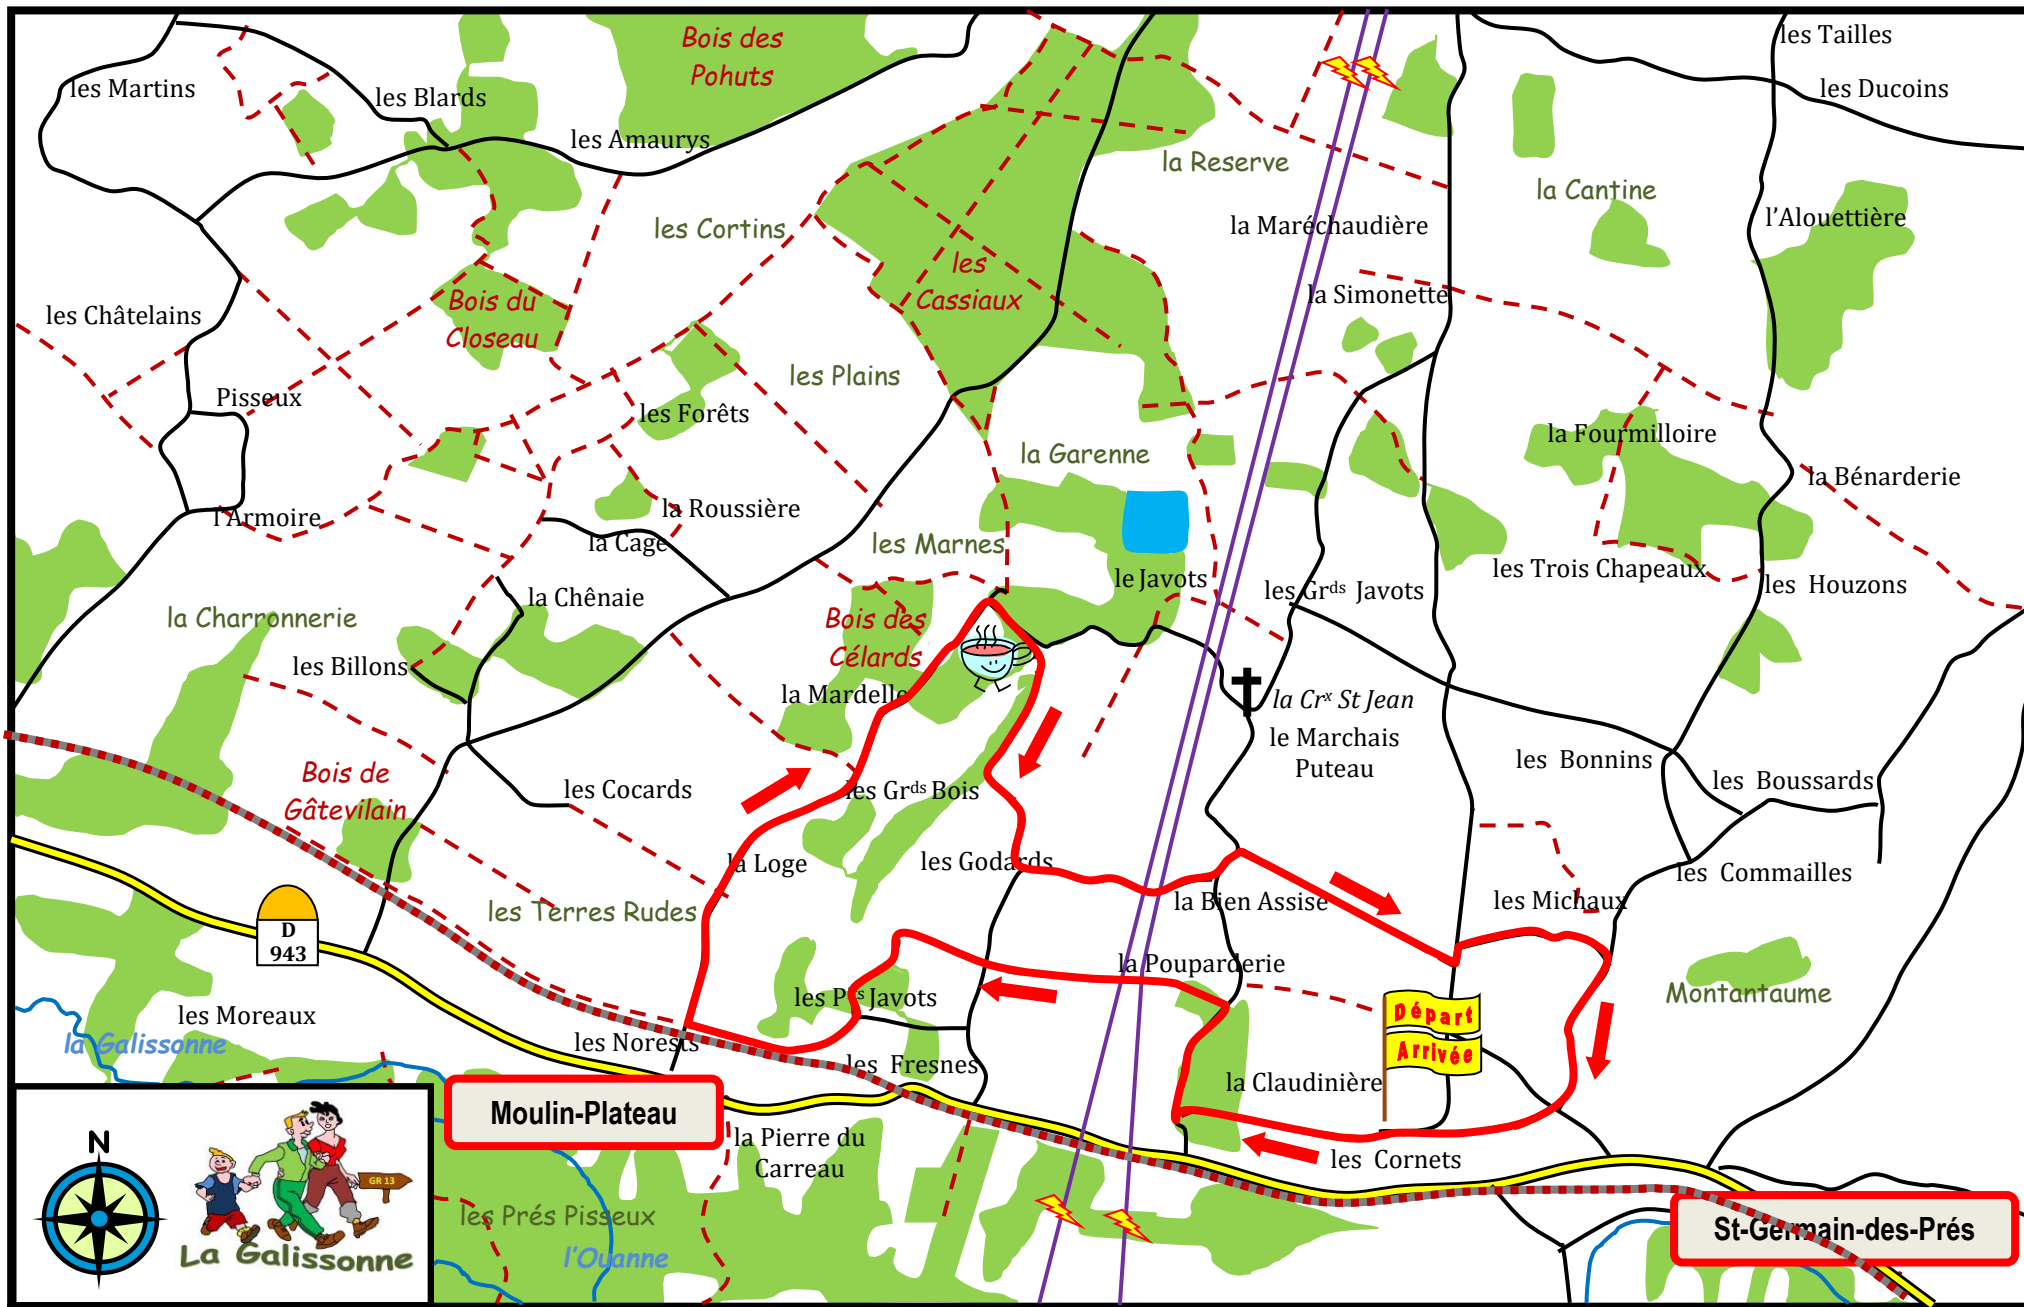 les Tailles
les Ducoins
Bois des
Pohuts
les Martins
les Blards
les Amaurys
la Reserve
la Cantine
l'Alouettière
la Maréchaudière
les Cortins
les
Cassiaux
Bois du
Closeau
la Simonette
les Châtelains
Pisseux
les Plains
les Forêts
la Fourmilloire
la Garenne
la Bénarderie
la Roussière
l'Armoire
la Cage
les Marnes
les Trois Chapeaux
le Javots
les Grds Javots
les Houzons
la Chênaie
la Charronnerie
Bois des
Célards
les Billons
la Mardelle
la Crx St Jean
le Marchais
Puteau
les Bonnins
les Boussards
Bois de
Gâtevilain
les Cocards
les Grds Bois
la Loge
les Godards
les Commailles
la Bien Assise
les Michaux
les Terres Rudes
D
943
la Pouparderie
Montantaume
les Pts Javots
Départ
Arrivée
les Moreaux
la Galissonne
les Norests
les Fresnes
la Claudinière
Moulin-Plateau
la Pierre du
Carreau
les Cornets
N
GR 13
La Galissonne
les Prés Pisseux
l'Ouanne
St-Germain-des-Prés